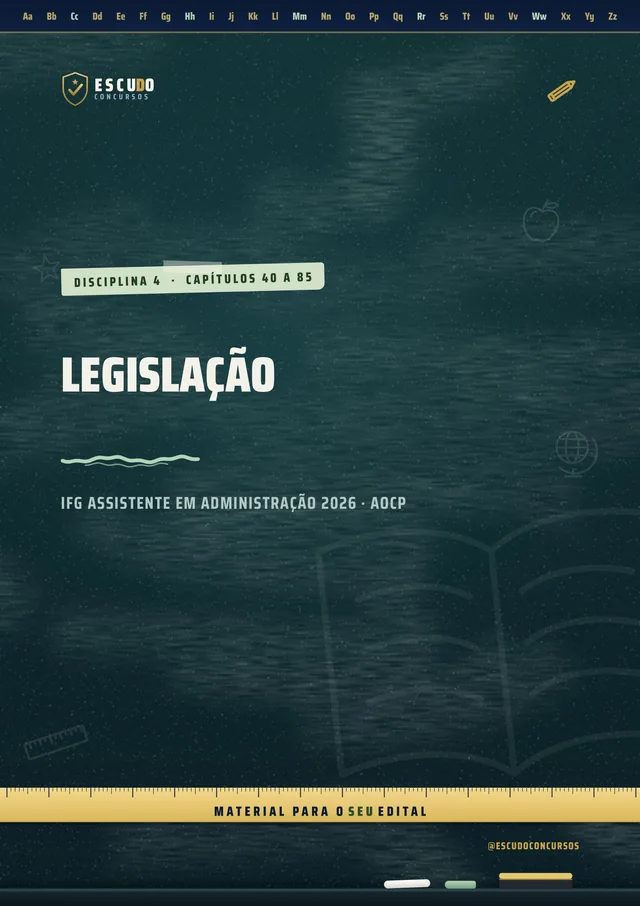 Aa Bb Cc Dd Ee Ff Gg Hh Ii Jj Kk Ll Mm Nn Oo Pp Qq Rr Ss Tt Uu Vv Ww Xx Yy Zz
ESCUDO
CONCURSOS
DISCIPLINA 4 · CAPÍTULOS 40 A 85
LEGISLAÇÃO
IFG ASSISTENTE EM ADMINISTRAÇÃO 2026 · AOCP
MATERIAL PARA O SEU EDITAL
@ESCUDOCONCURSOS